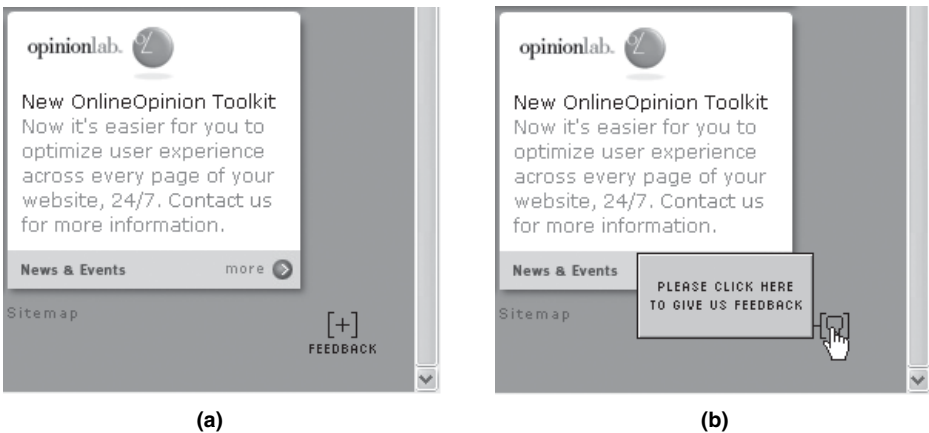 opinionlab.
New OnlineOpinion Toolkit
Now it's easier for you to
optimize user experience
across every page of your
website, 24/7. Contact us
for more information.
News & Events more
Sitemap
[+]
FEEDBACK
(a)
opinionlab.
New OnlineOpinion Toolkit
Now it's easier for you to
optimize user experience
across every page of your
website, 24/7. Contact us
for more information.
News & Events
PLEASE CLICK HERE
TO GIVE US FEEDBACK
Sitemap
(b)